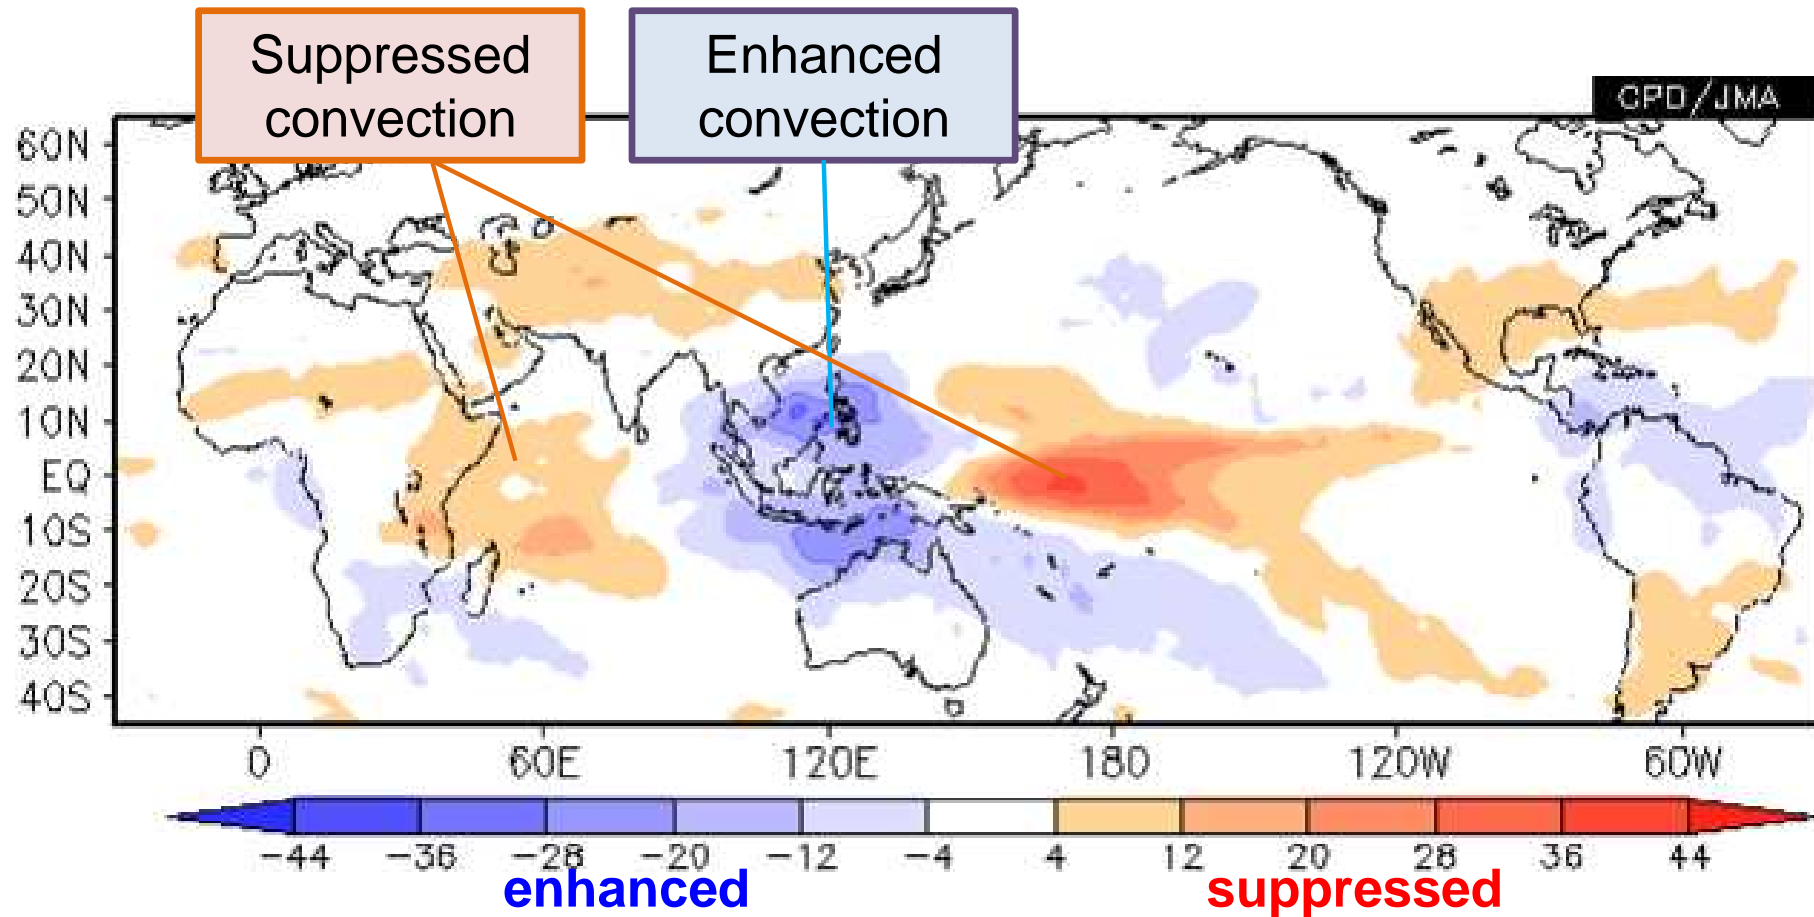 Suppressed
convection
Enhanced
convection
CPD/JMA
60N
50N
40N
30N
20N
10N
EQ
10S
20S
30S
40S
0 60E 120E 180 120W 60W
-44 -36 -28 -20 -12 -4 4 12 20 28 36 44
enhanced suppressed